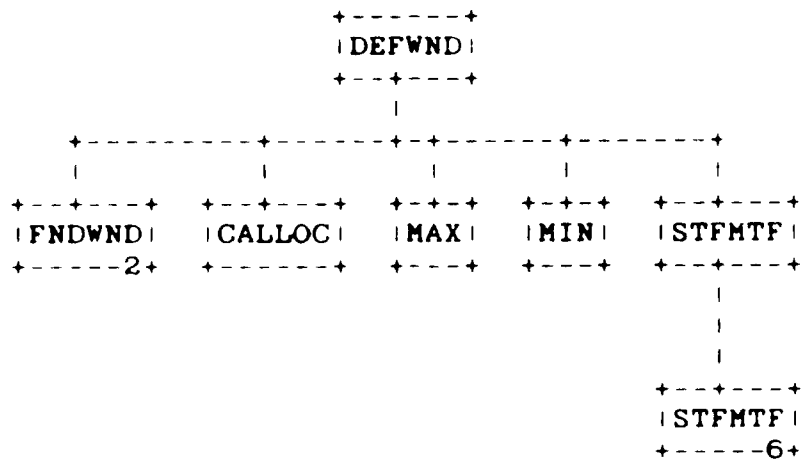 DEFWND
FNDWND CALLOC MAX MIN STFMTF
2
STFMTF
6